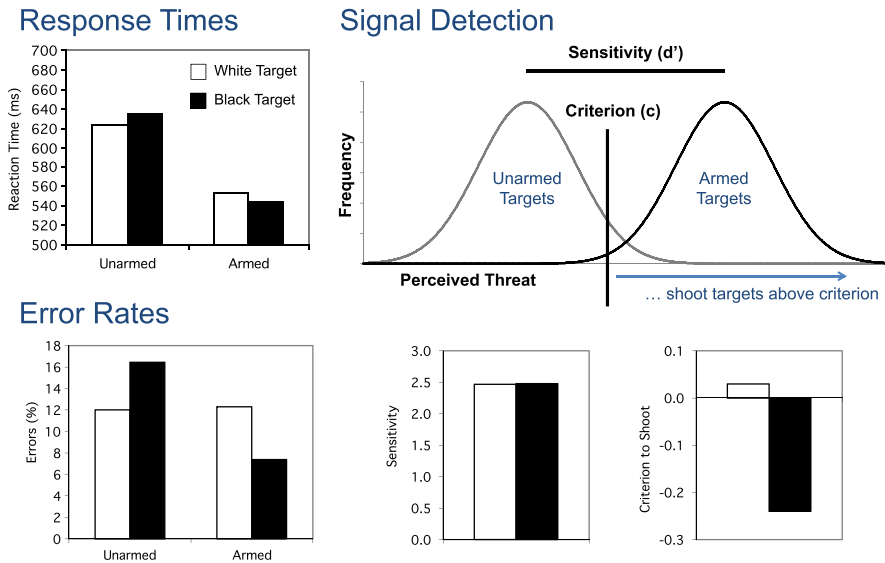 Response Times
700
680
660
640
620
600
580
560
540
520
500
Reaction Time (ms)
White Target
Black Target
Unarmed
Armed
Signal Detection
Sensitivity (d’)
Criterion (c)
Frequency
Unarmed
Targets
Armed
Targets
Perceived Threat
… shoot targets above criterion
Error Rates
18
16
14
12
10
8
6
4
2
0
Errors (%)
Unarmed
Armed
3.0
2.5
2.0
1.5
1.0
0.5
0.0
Sensitivity
0.1
0.0
-0.1
-0.2
-0.3
Criterion to Shoot